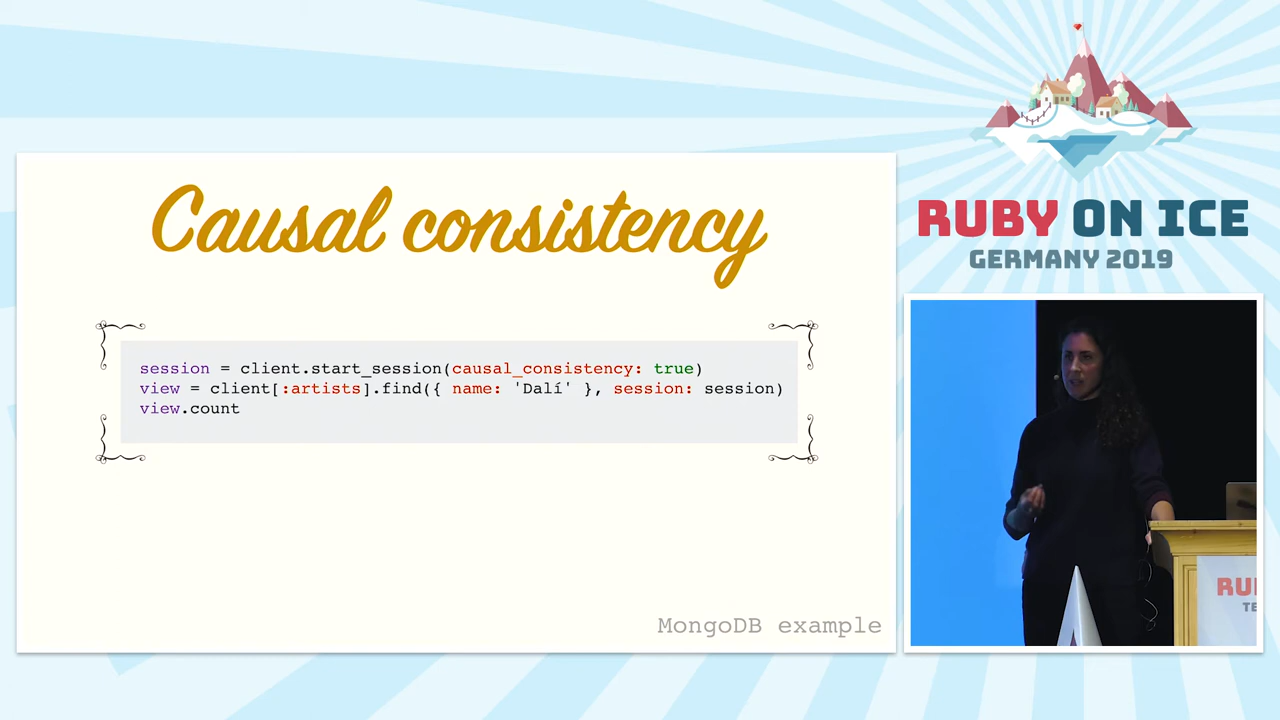 Causal consistency
session = client.start_session(causal_consistency: true)
view = client[:artists].find({ name: 'Dalí' }, session: session)
view.count
MongoDB example
RUBY ON ICE
GERMANY 2019
RU
TE